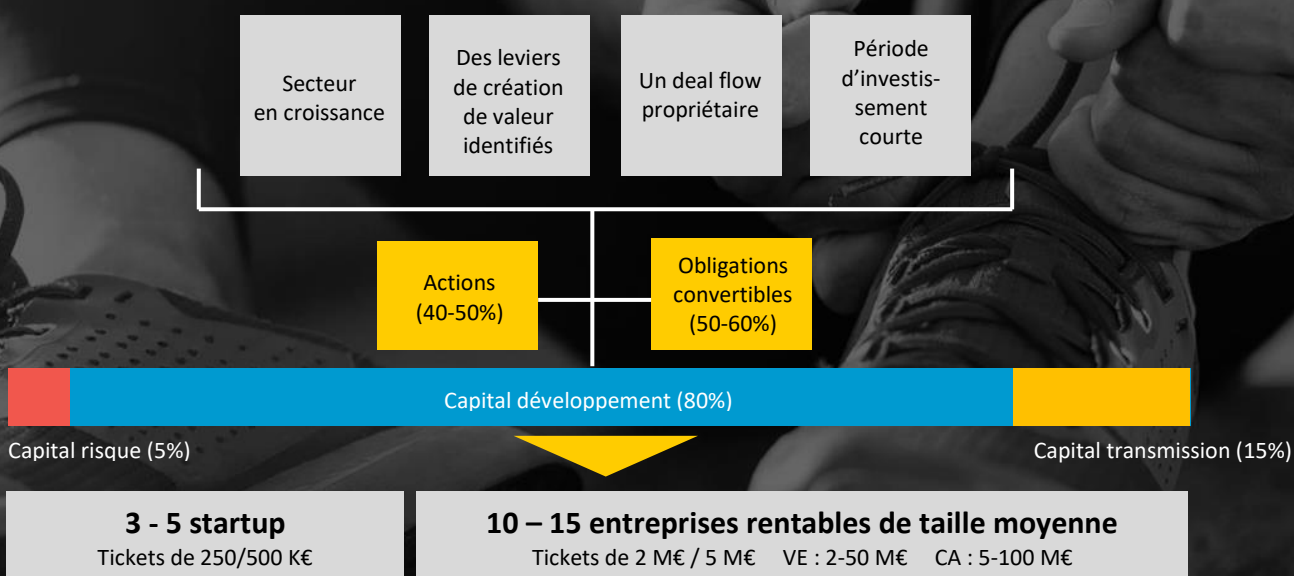 Secteur
en croissance
Des leviers
de création
de valeur
identifiés
Un deal flow
propriétaire
Période
d’investis-
sement
courte
Actions
(40-50%)
Obligations
convertibles
(50-60%)
Capital développement (80%)
Capital risque (5%)
Capital transmission (15%)
3 - 5 startup
Tickets de 250/500 K€
10 – 15 entreprises rentables de taille moyenne
Tickets de 2 M€ / 5 M€ VE : 2-50 M€ CA : 5-100 M€